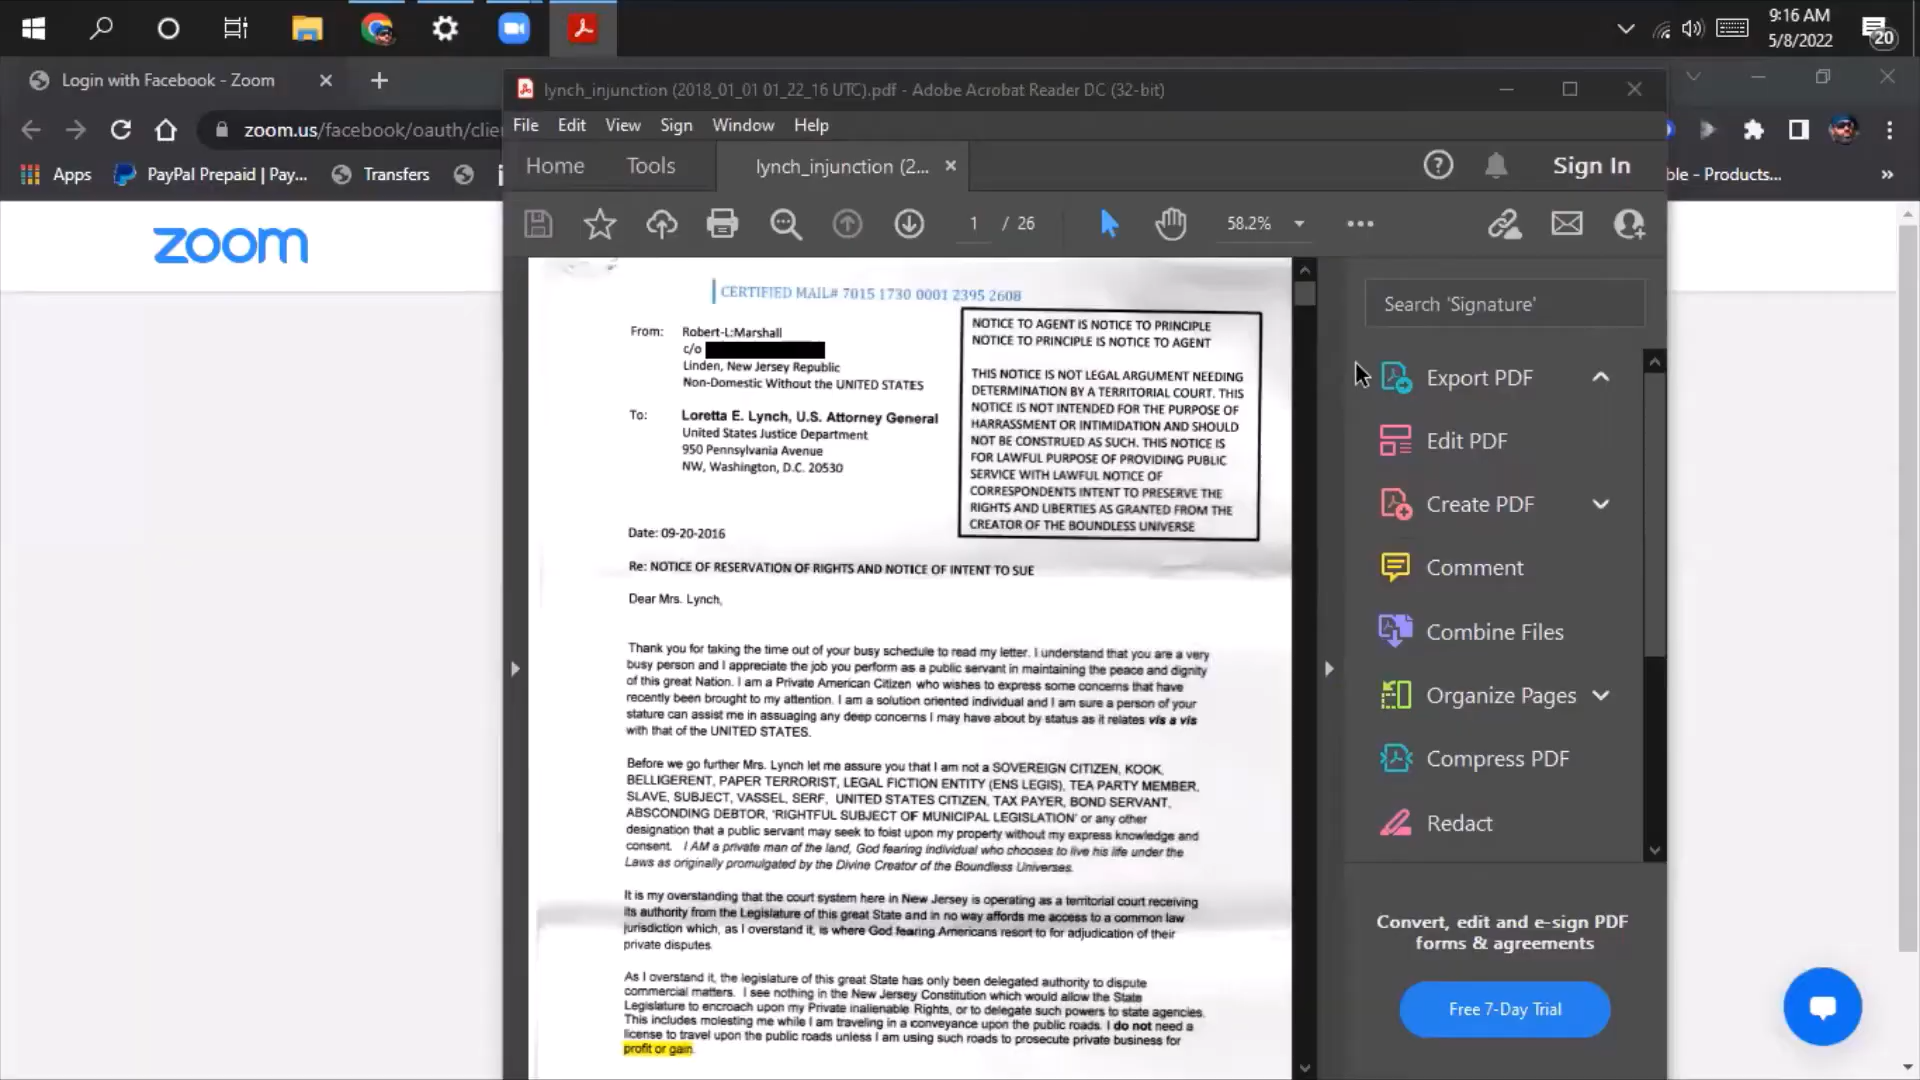 9:16 AM
5/8/2022
20
Login with Facebook - Zoom
lynch_injunction (2018_01_01 01_22_16 UTC).pdf - Adobe Acrobat Reader DC (32-bit)
zoom.us/facebook/oauth/clie
File Edit View Sign Window Help
Apps
PayPal Prepaid | Pay...
Transfers
ble - Products...
Home Tools lynch_injunction (2... Sign In
zoom
1 / 26
58.2%
Search 'Signature'
Export PDF
Edit PDF
Create PDF
Comment
Combine Files
Organize Pages
Compress PDF
Redact
Convert, edit and e-sign PDF
forms & agreements
Free 7-Day Trial
CERTIFIED MAIL# 7015 1730 0001 2395 2608
From: Robert-L:Marshall
c/o
Linden, New Jersey Republic
Non-Domestic Without the UNITED STATES
To: Loretta E. Lynch, U.S. Attorney General
United States Justice Department
950 Pennsylvania Avenue
NW, Washington, D.C. 20530
NOTICE TO AGENT IS NOTICE TO PRINCIPLE
NOTICE TO PRINCIPLE IS NOTICE TO AGENT
THIS NOTICE IS NOT LEGAL ARGUMENT NEEDING
DETERMINATION BY A TERRITORIAL COURT. THIS
NOTICE IS NOT INTENDED FOR THE PURPOSE OF
HARRASSMENT OR INTIMIDATION AND SHOULD
NOT BE CONSTRUED AS SUCH. THIS NOTICE IS
FOR LAWFUL PURPOSE OF PROVIDING PUBLIC
SERVICE WITH LAWFUL NOTICE OF
CORRESPONDENTS INTENT TO PRESERVE THE
RIGHTS AND LIBERTIES AS GRANTED FROM THE
CREATOR OF THE BOUNDLESS UNIVERSE
Date: 09-20-2016
Re: NOTICE OF RESERVATION OF RIGHTS AND NOTICE OF INTENT TO SUE
Dear Mrs. Lynch,
Thank you for taking the time out of your busy schedule to read my letter. I understand that you are a very
busy person and I appreciate the job you perform as a public servant in maintaining the peace and dignity
of this great Nation. I am a Private American Citizen who wishes to express some concerns that have
recently been brought to my attention. I am a solution oriented individual and I am sure a person of your
stature can assist me in assuaging any deep concerns I may have about by status as it relates vis a vis
with that of the UNITED STATES.
Before we go further Mrs. Lynch let me assure you that I am not a SOVEREIGN CITIZEN, KOOK,
BELLIGERENT, PAPER TERRORIST, LEGAL FICTION ENTITY (ENS LEGIS), TEA PARTY MEMBER,
SLAVE, SUBJECT, VASSEL, SERF, UNITED STATES CITIZEN, TAX PAYER, BOND SERVANT,
ABSCONDING DEBTOR, 'RIGHTFUL SUBJECT OF MUNICIPAL LEGISLATION' or any other
designation that a public servant may seek to foist upon my property without my express knowledge and
consent. I AM a private man of the land, God fearing individual who chooses to live his life under the
Laws as originally promulgated by the Divine Creator of the Boundless Universes.
It is my overstanding that the court system here in New Jersey is operating as a territorial court receiving
its authority from the Legislature of this great State and in no way affords me access to a common law
jurisdiction which, as I overstand it, is where God fearing Americans resort to for adjudication of their
private disputes
As I overstand it, the legislature of this great State has only been delegated authority to dispute
commercial matters. I see nothing in the New Jersey Constitution which would allow the State
Legislature to encroach upon my Private inalienable Rights, or to delegate such powers to state agencies.
This includes molesting me while I am traveling in a conveyance upon the public roads. I do not need a
license to travel upon the public roads unless I am using such roads to prosecute private business for
profit or gain.